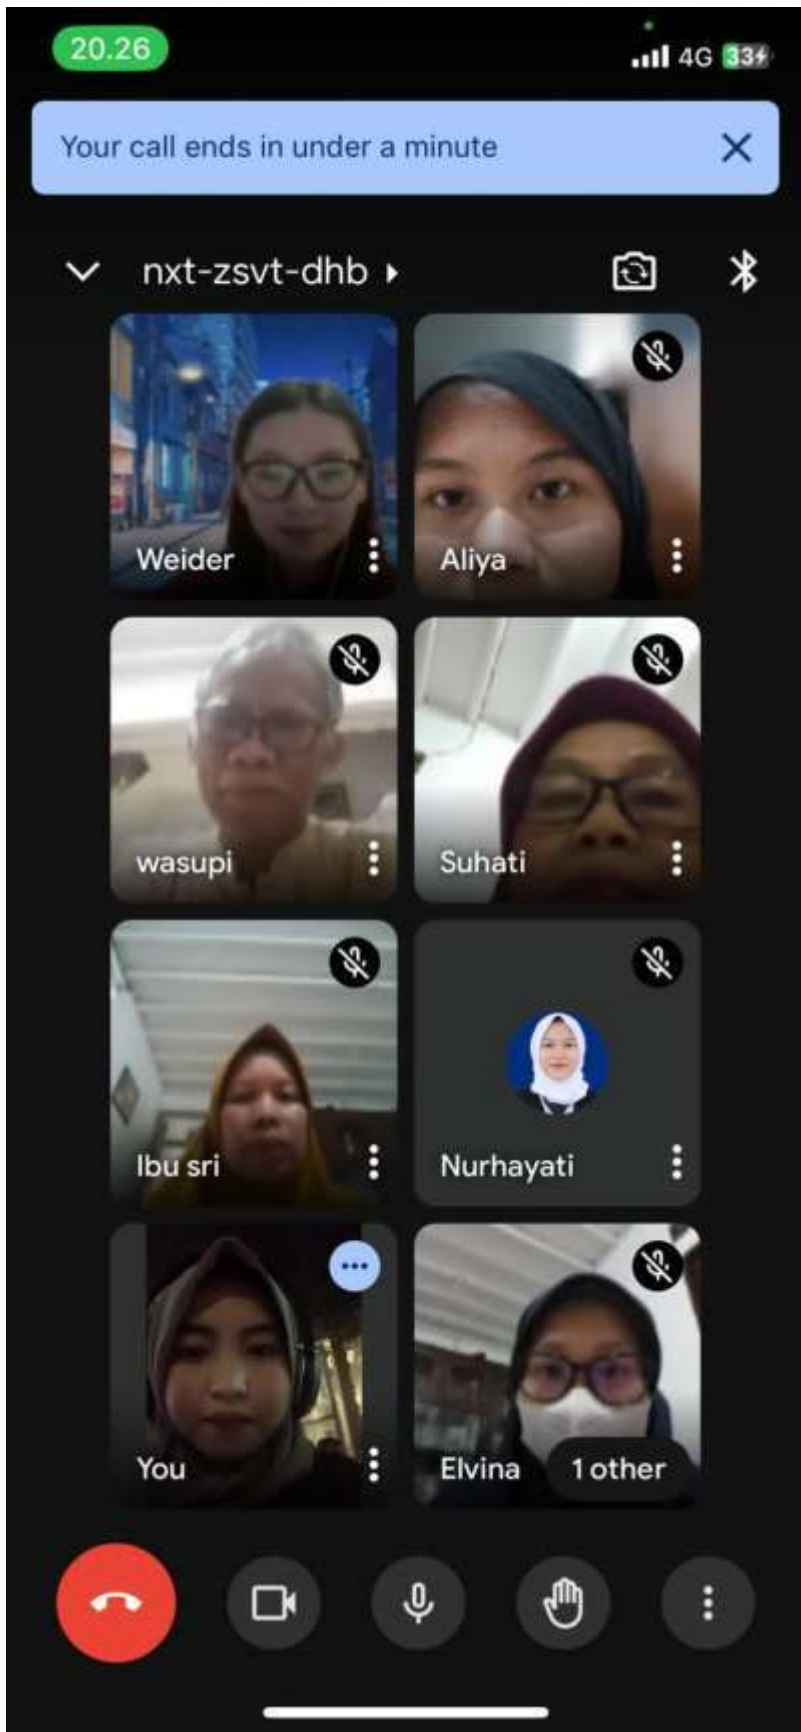 20.26
4G 33
Your call ends in under a minute
nxt-zsvt-dhb
Weider
Aliya
wasupi
Suhati
Ibu sri
Nurhayati
You
Elvina
1 other